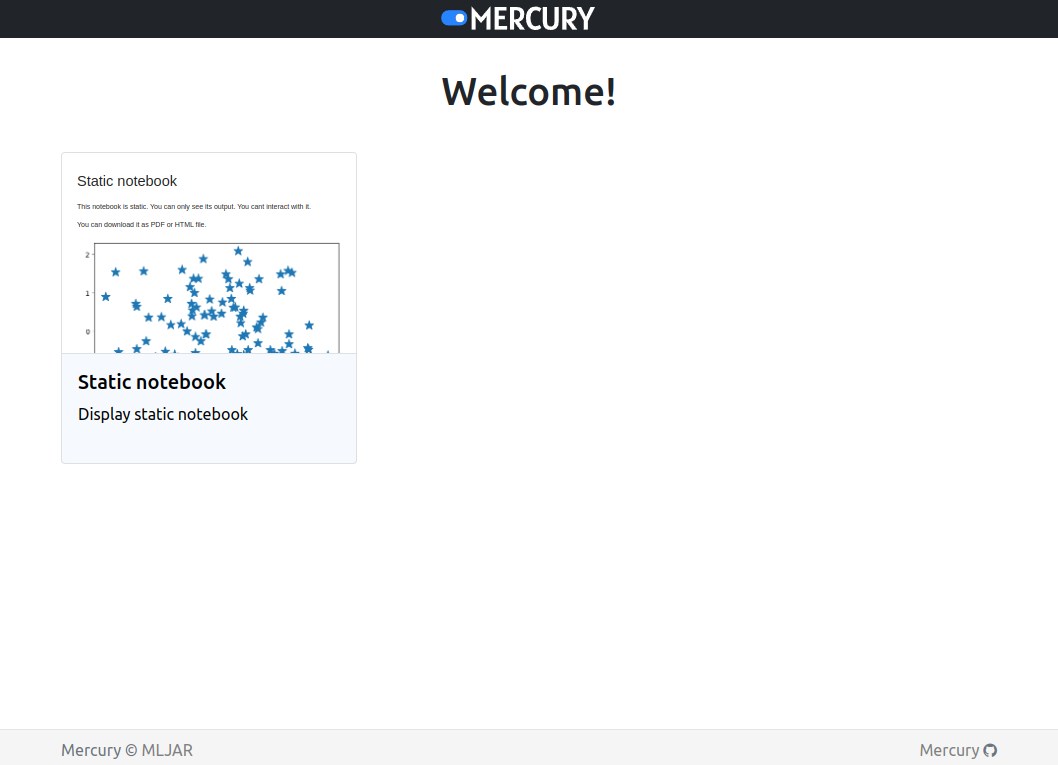 MERCURY
Welcome!
Static notebook
This notebook is static. You can only see its output. You cant interact with it.
You can download it as PDF or HTML file.
2
1
0
Static notebook
Display static notebook
Mercury © MLJAR
Mercury